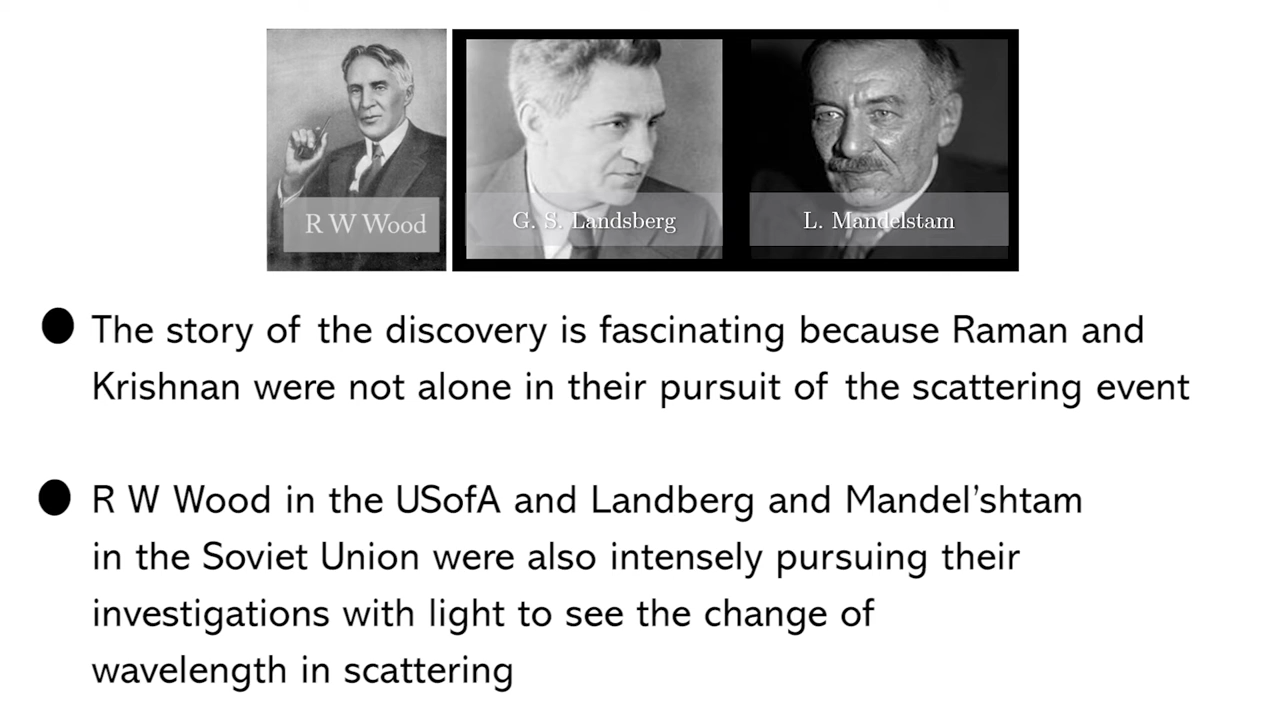 R W Wood
G. S. Landsberg
L. Mandelstam
● The story of the discovery is fascinating because Raman and
Krishnan were not alone in their pursuit of the scattering event
● R W Wood in the USofA and Landberg and Mandel'shtam
in the Soviet Union were also intensely pursuing their
investigations with light to see the change of
wavelength in scattering